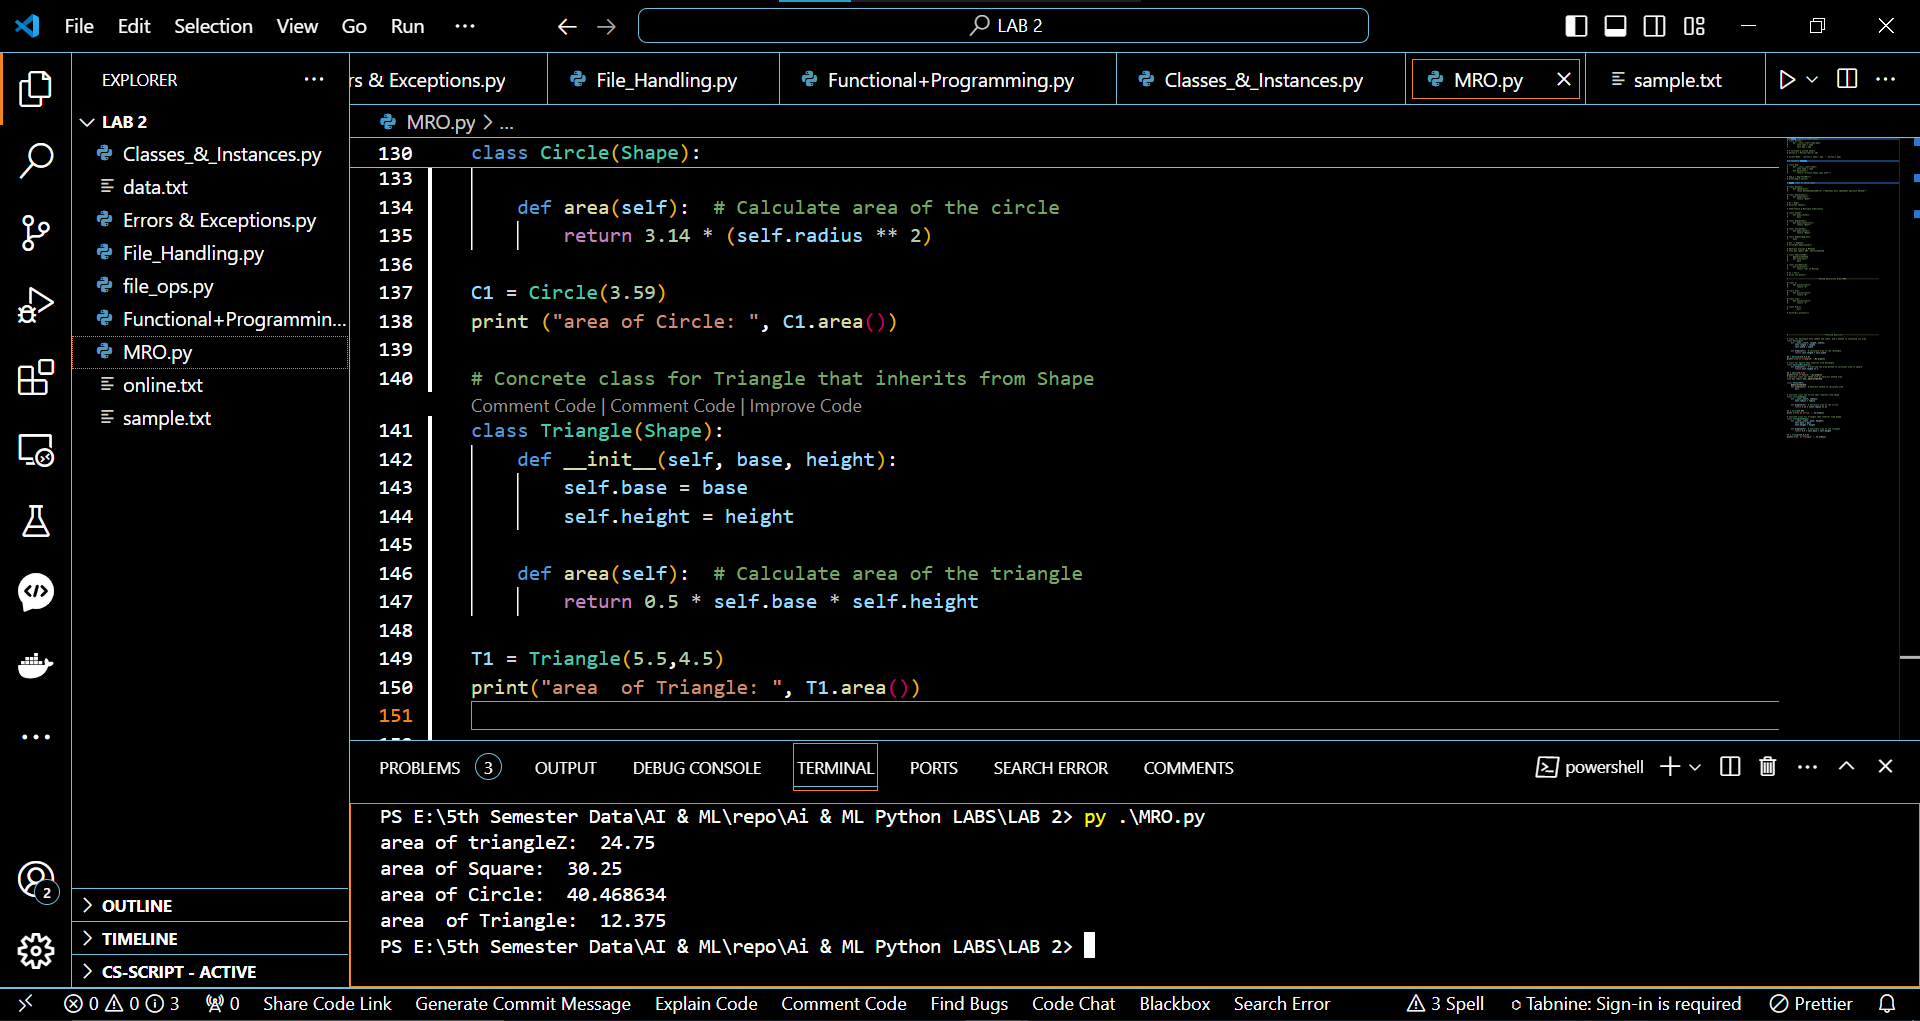 File Edit Selection View Go Run ··· LAB 2
EXPLORER ···
rs & Exceptions.py File_Handling.py Functional+Programming.py Classes_&_Instances.py MRO.py sample.txt ···
LAB 2
Classes_&_Instances.py
data.txt
Errors & Exceptions.py
File_Handling.py
file_ops.py
Functional+Programmin...
MRO.py
online.txt
sample.txt
OUTLINE
TIMELINE
CS-SCRIPT - ACTIVE
2
MRO.py > ...
130 class Circle(Shape):
133
134 def area(self):  # Calculate area of the circle
135 return 3.14 * (self.radius ** 2)
136
137 C1 = Circle(3.59)
138 print ("area of Circle: ", C1.area())
139
140 # Concrete class for Triangle that inherits from Shape
Comment Code | Comment Code | Improve Code
141 class Triangle(Shape):
142 def __init__(self, base, height):
143 self.base = base
144 self.height = height
145
146 def area(self):  # Calculate area of the triangle
147 return 0.5 * self.base * self.height
148
149 T1 = Triangle(5.5,4.5)
150 print("area  of Triangle: ", T1.area())
151
PROBLEMS 3 OUTPUT DEBUG CONSOLE TERMINAL PORTS SEARCH ERROR COMMENTS powershell ···
PS E:\5th Semester Data\AI & ML\repo\Ai & ML Python LABS\LAB 2> py .\MRO.py
area of triangleZ:  24.75
area of Square:  30.25
area of Circle:  40.468634
area  of Triangle:  12.375
PS E:\5th Semester Data\AI & ML\repo\Ai & ML Python LABS\LAB 2>
0 0 3 0 Share Code Link Generate Commit Message Explain Code Comment Code Find Bugs Code Chat Blackbox Search Error 3 Spell Tabnine: Sign-in is required Prettier